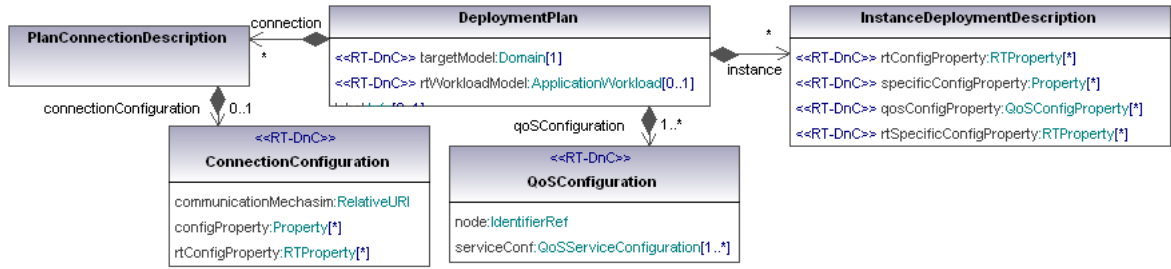 connection
DeploymentPlan
<<RT-DnC>> targetModel:Domain[1]
<<RT-DnC>> rtWorkloadModel:ApplicationWorkload[0..1]
PlanConnectionDescription
*
InstanceDeploymentDescription
<<RT-DnC>> rtConfigProperty:RTProperty[*]
<<RT-DnC>> specificConfigProperty:Property[*]
<<RT-DnC>> qosConfigProperty:QoSConfigProperty[*]
<<RT-DnC>> rtSpecificConfigProperty:RTProperty[*]
*
instance
connectionConfiguration
0..1
qoSConfiguration
1..*
<<RT-DnC>>
ConnectionConfiguration
communicationMechasim:RelativeURI
configProperty:Property[*]
rtConfigProperty:RTProperty[*]
<<RT-DnC>>
QoSConfiguration
node:IdentifierRef
serviceConf:QoSServiceConfiguration[1..*]